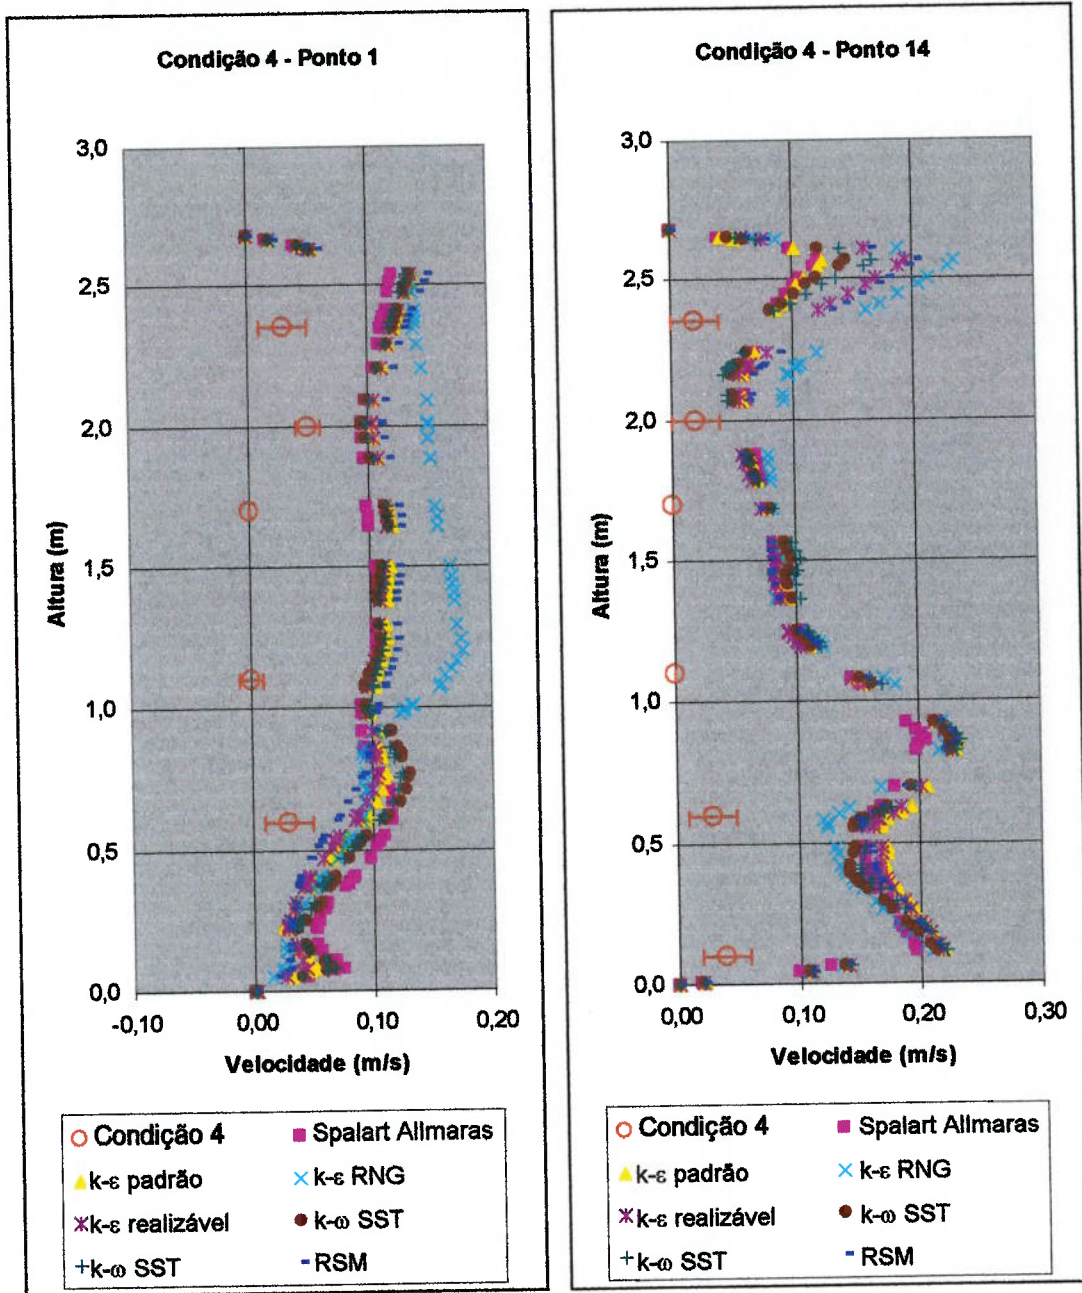 Condição 4 - Ponto 1
3,0
2,5
2,0
1,5
1,0
0,5
0,0
Altura (m)
-0,10
0,00
0,10
0,20
Velocidade (m/s)
Condição 4
Spalart Allmaras
k-ε padrão
k-ε RNG
k-ε realizável
k-ω SST
k-ω SST
RSM
Condição 4 - Ponto 14
3,0
2,5
2,0
1,5
1,0
0,5
0,0
Altura (m)
0,00
0,10
0,20
0,30
Velocidade (m/s)
Condição 4
Spalart Allmaras
k-ε padrão
k-ε RNG
k-ε realizável
k-ω SST
k-ω SST
RSM